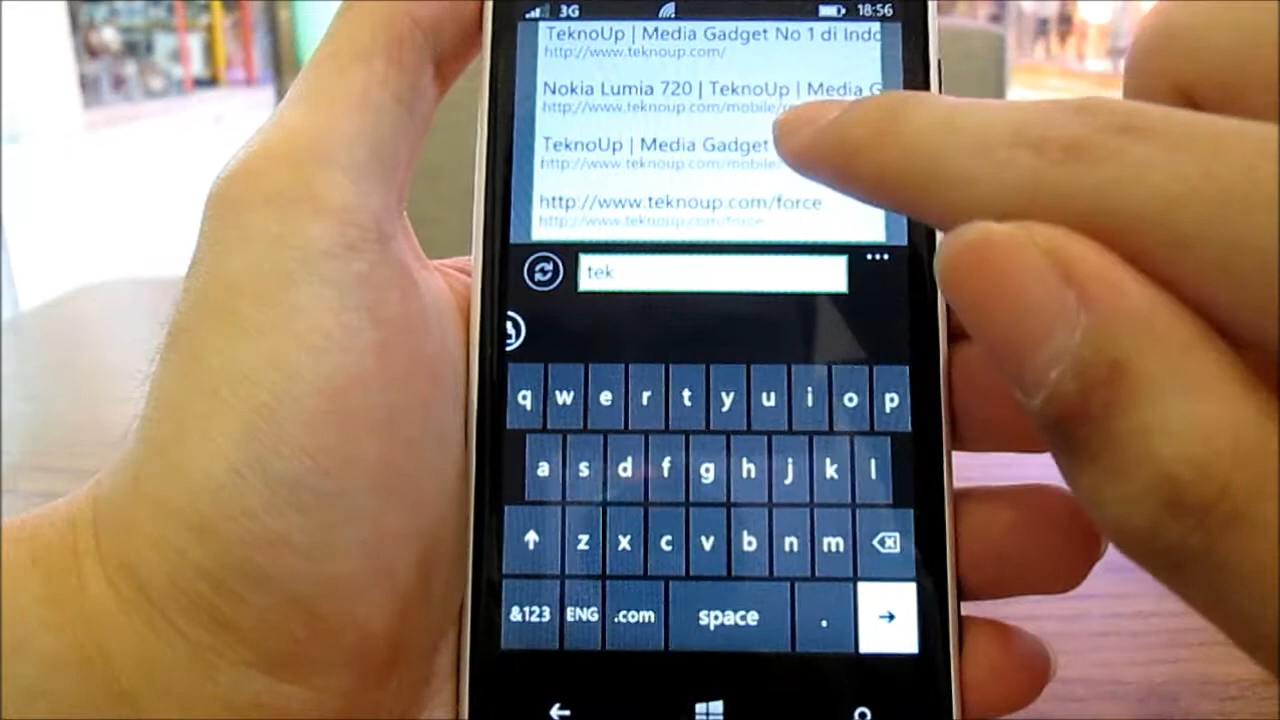 3G 18:56
TeknoUp | Media Gadget No 1 di Indo
http://www.teknoup.com/
Nokia Lumia 720 | TeknoUp | Media G
http://www.teknoup.com/mobile/
TeknoUp | Media Gadget
http://www.teknoup.com/mobile/
http://www.teknoup.com/force
http://www.teknoup.com/force
tek
q w e r t y u i o p
a s d f g h j k l
z x c v b n m
&123 ENG .com space .